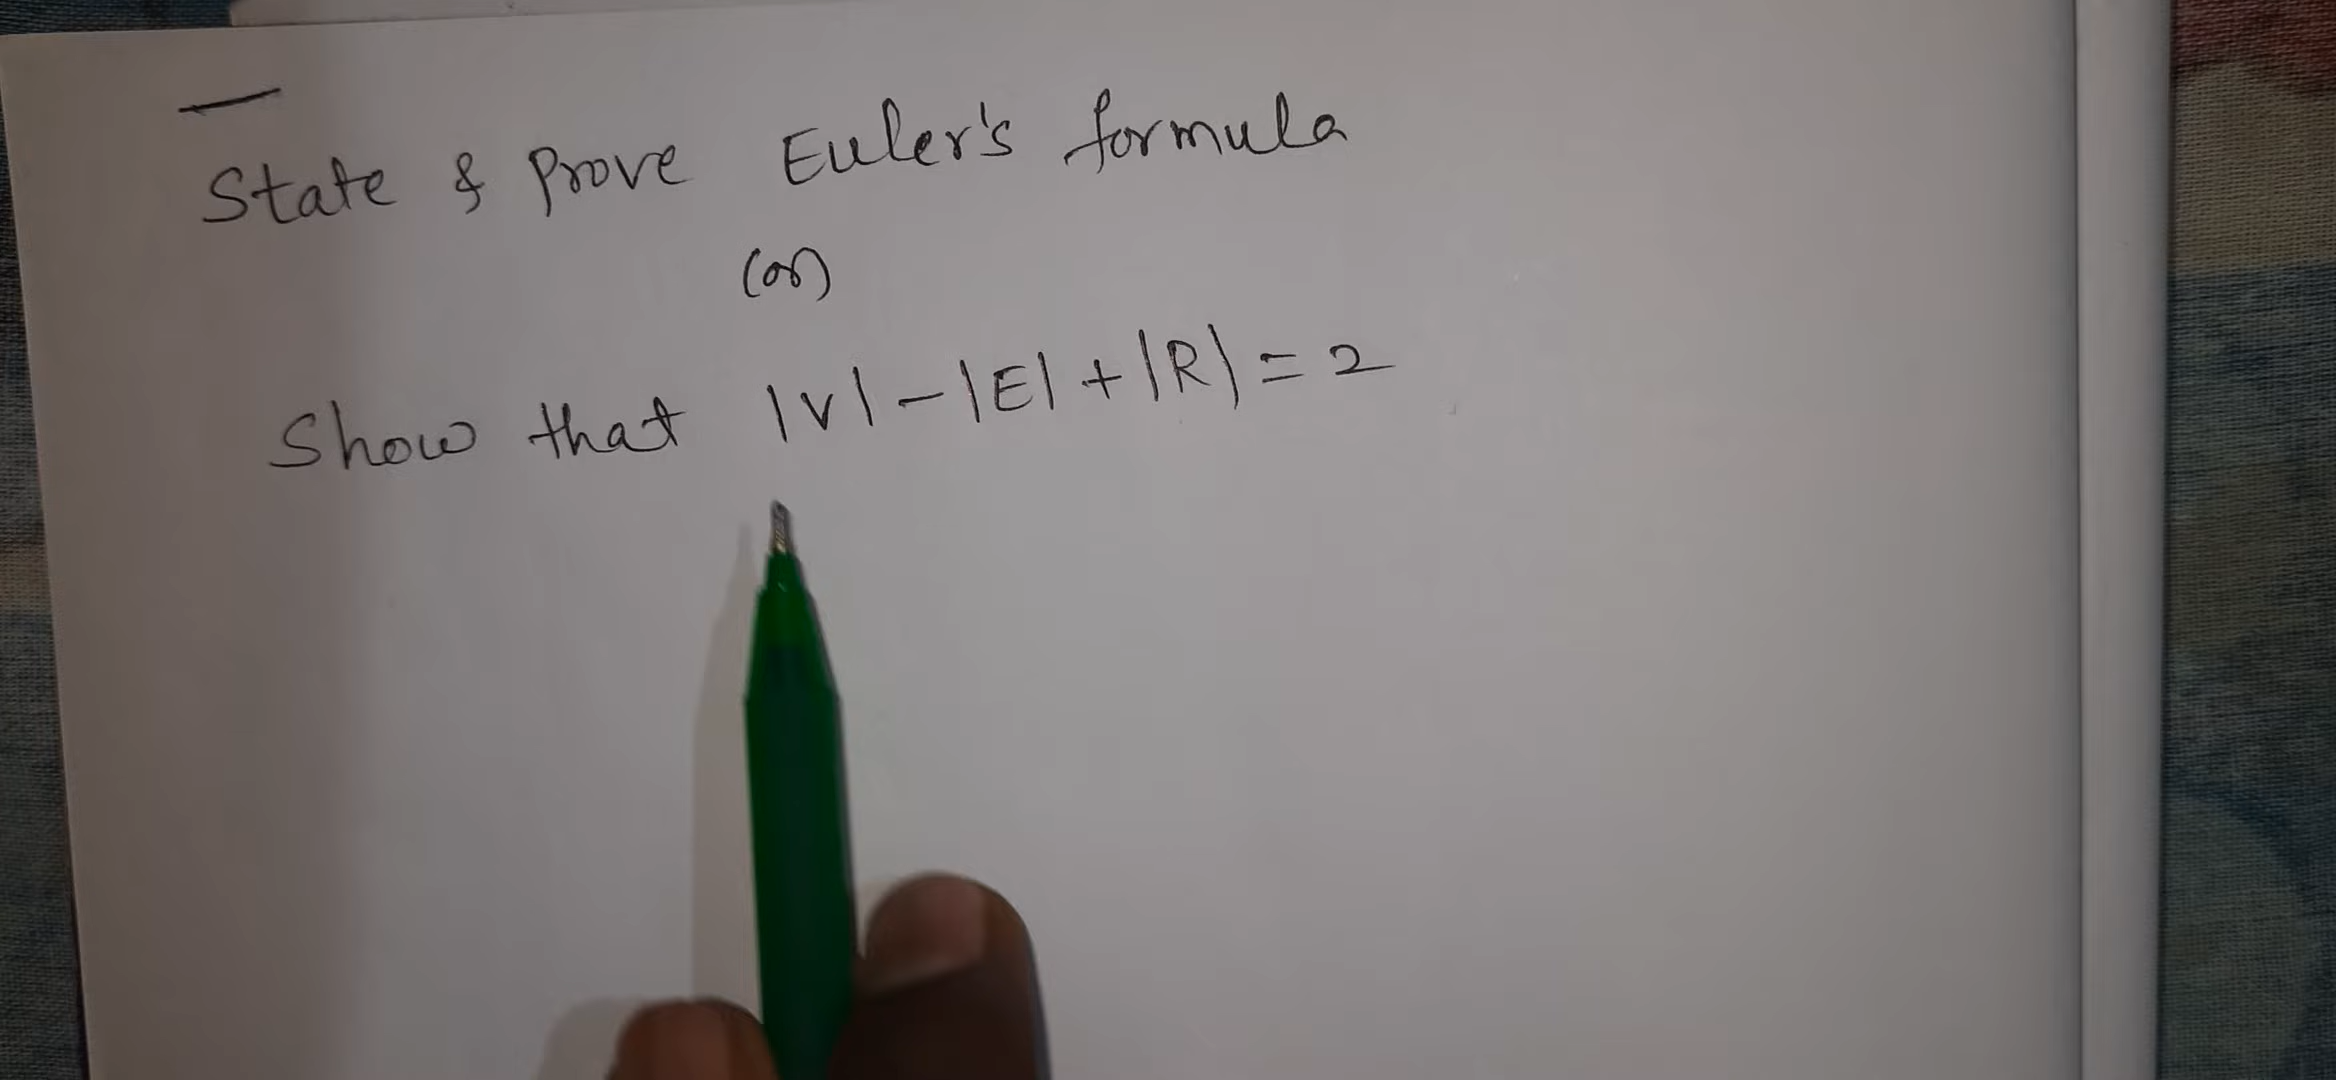 State & Prove Euler's formula
(or)
Show that |V| - |E| + |R| = 2